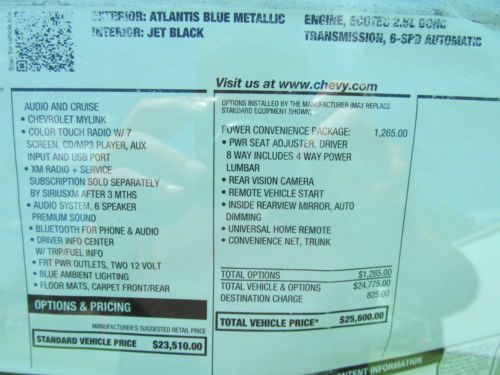 Scan for vehicle info
EXTERIOR: ATLANTIS BLUE METALLIC
INTERIOR: JET BLACK
ENGINE, ECOTEC 2.5L DOHC
TRANSMISSION, 6-SPD AUTOMATIC
Visit us at www.chevy.com
AUDIO AND CRUISE
• CHEVROLET MYLINK
• COLOR TOUCH RADIO W/ 7
SCREEN, CD/MP3 PLAYER, AUX
INPUT AND USB PORT
• XM RADIO + SERVICE
SUBSCRIPTION SOLD SEPARATELY
BY SIRIUSXM AFTER 3 MTHS
• AUDIO SYSTEM, 6 SPEAKER
PREMIUM SOUND
• BLUETOOTH FOR PHONE & AUDIO
• DRIVER INFO CENTER
W/ TRIP/FUEL INFO
• FRT PWR OUTLETS, TWO 12 VOLT
• BLUE AMBIENT LIGHTING
• FLOOR MATS, CARPET FRONT/REAR
OPTIONS & PRICING
MANUFACTURER'S SUGGESTED RETAIL PRICE
STANDARD VEHICLE PRICE $23,510.00
OPTIONS INSTALLED BY THE MANUFACTURER (MAY REPLACE
STANDARD EQUIPMENT SHOWN)
POWER CONVENIENCE PACKAGE: 1,265.00
• PWR SEAT ADJUSTER, DRIVER
8 WAY INCLUDES 4 WAY POWER
LUMBAR
• REAR VISION CAMERA
• REMOTE VEHICLE START
• INSIDE REARVIEW MIRROR, AUTO
DIMMING
• UNIVERSAL HOME REMOTE
• CONVENIENCE NET, TRUNK
TOTAL OPTIONS $1,265.00
TOTAL VEHICLE & OPTIONS $24,775.00
DESTINATION CHARGE 825.00
TOTAL VEHICLE PRICE* $25,600.00
CONTENT INFORMATION